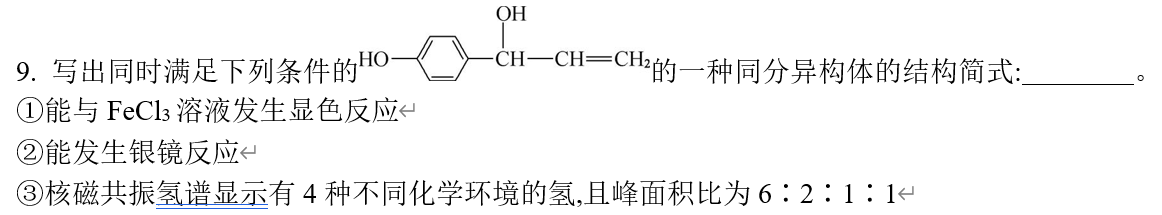 9. 写出同时满足下列条件的HO- -CH—CH=CH₂的一种同分异构体的结构简式:________。
OH
①能与 FeCl₃ 溶液发生显色反应↵
②能发生银镜反应↵
③核磁共振氢谱显示有 4 种不同化学环境的氢,且峰面积比为 6∶2∶1∶1↵